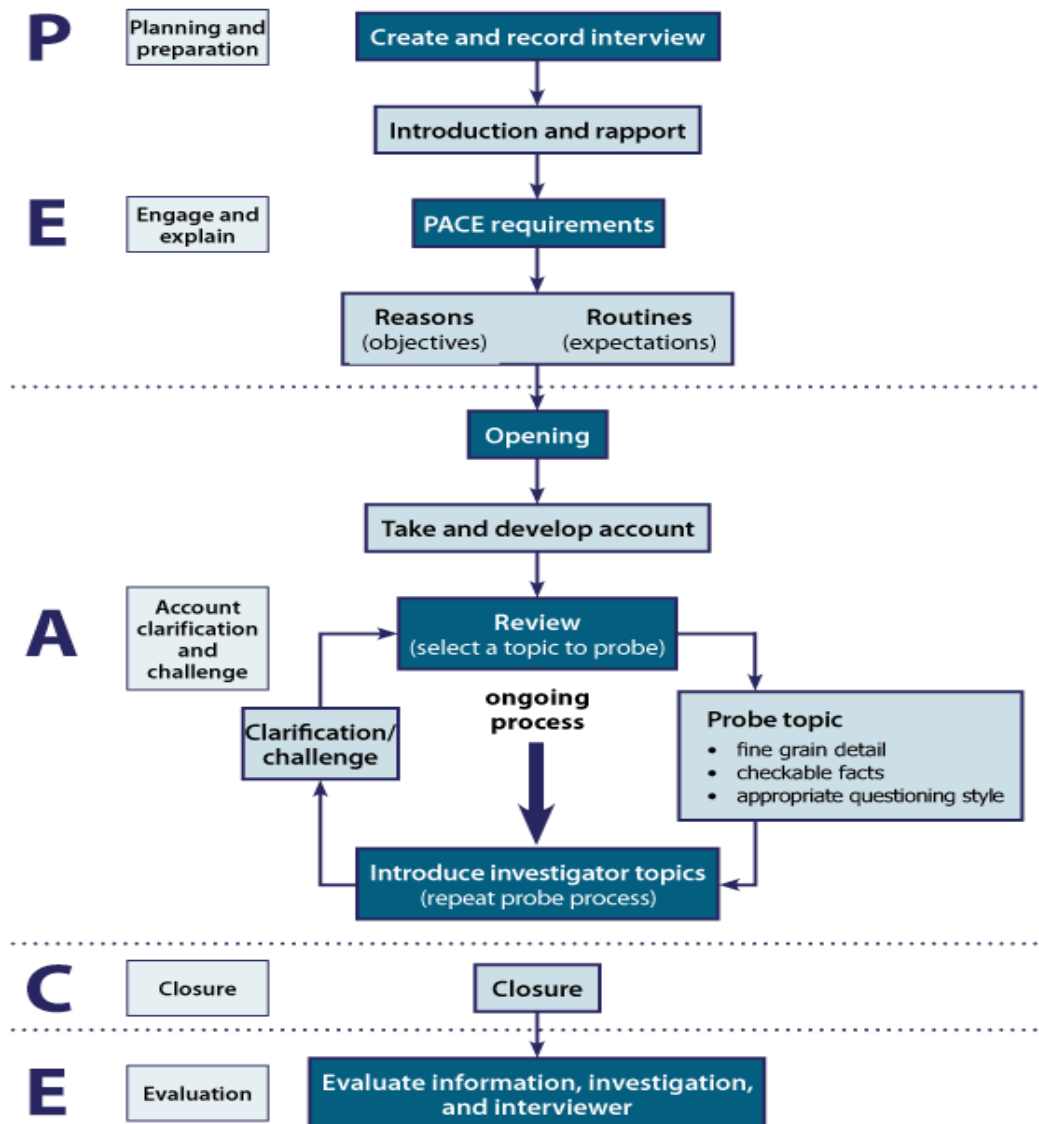 P
Planning and
preparation
Create and record interview
Introduction and rapport
E
Engage and
explain
PACE requirements
Reasons
(objectives)
Routines
(expectations)
Opening
Take and develop account
A
Account
clarification
and
challenge
Review
(select a topic to probe)
ongoing
process
Clarification/
challenge
Probe topic
• fine grain detail
• checkable facts
• appropriate questioning style
Introduce investigator topics
(repeat probe process)
C
Closure
Closure
E
Evaluation
Evaluate information, investigation,
and interviewer